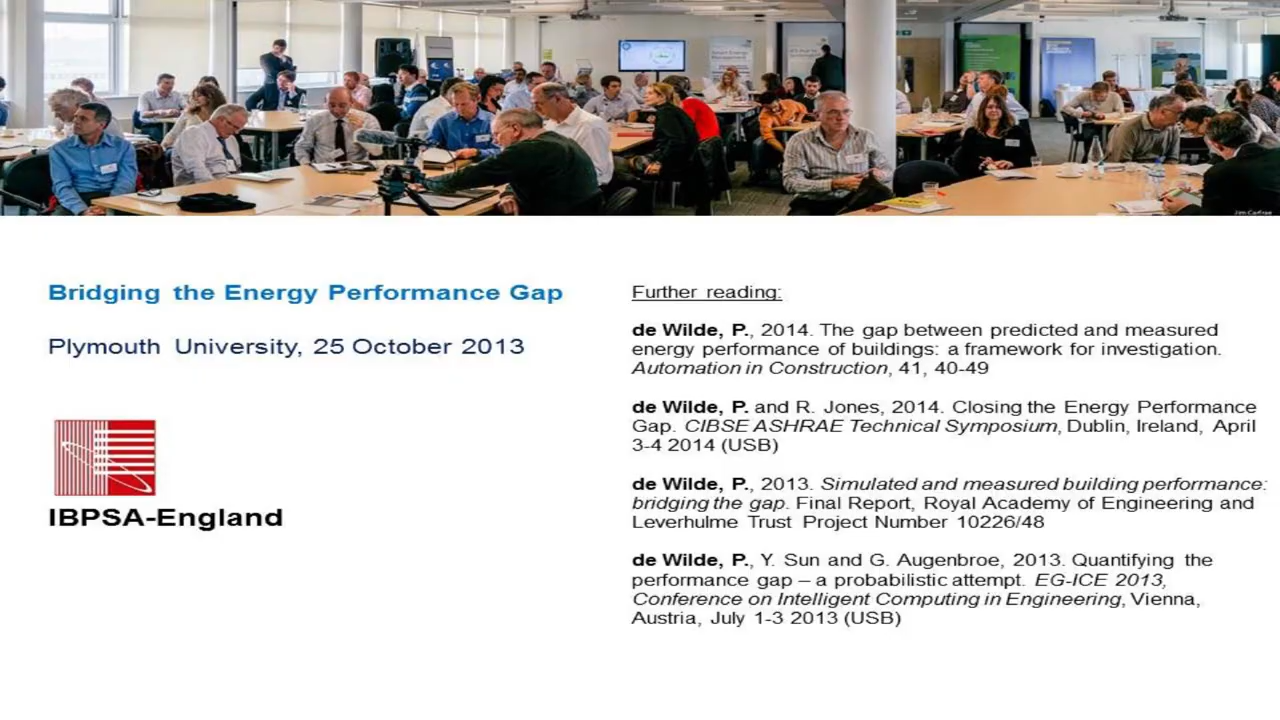 Smart Energy
Management
Jim Carfrae
Bridging the Energy Performance Gap
Plymouth University, 25 October 2013
IBPSA-England
Further reading:
de Wilde, P., 2014. The gap between predicted and measured
energy performance of buildings: a framework for investigation.
Automation in Construction, 41, 40-49
de Wilde, P. and R. Jones, 2014. Closing the Energy Performance
Gap. CIBSE ASHRAE Technical Symposium, Dublin, Ireland, April
3-4 2014 (USB)
de Wilde, P., 2013. Simulated and measured building performance:
bridging the gap. Final Report, Royal Academy of Engineering and
Leverhulme Trust Project Number 10226/48
de Wilde, P., Y. Sun and G. Augenbroe, 2013. Quantifying the
performance gap – a probabilistic attempt. EG-ICE 2013,
Conference on Intelligent Computing in Engineering, Vienna,
Austria, July 1-3 2013 (USB)